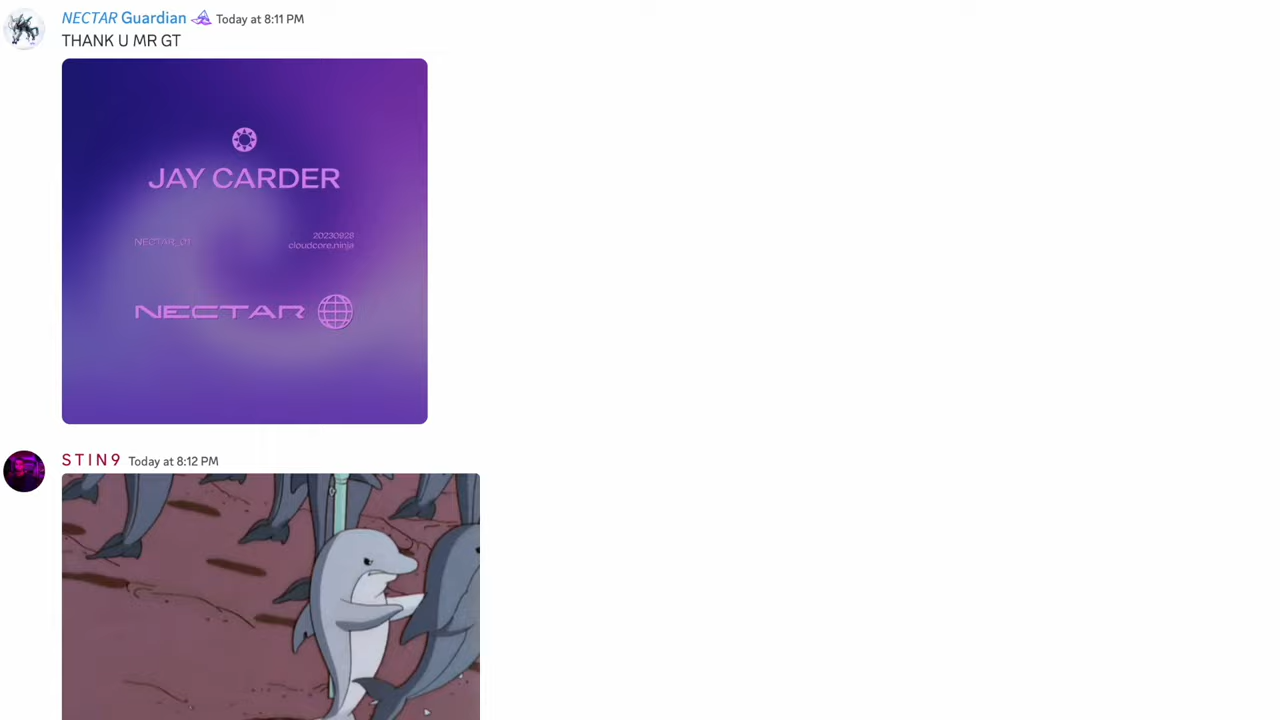 NECTAR Guardian Today at 8:11 PM
THANK U MR GT
JAY CARDER
NECTAR_01
20230928
cloudcore.ninja
NECTAR
STIN9 Today at 8:12 PM